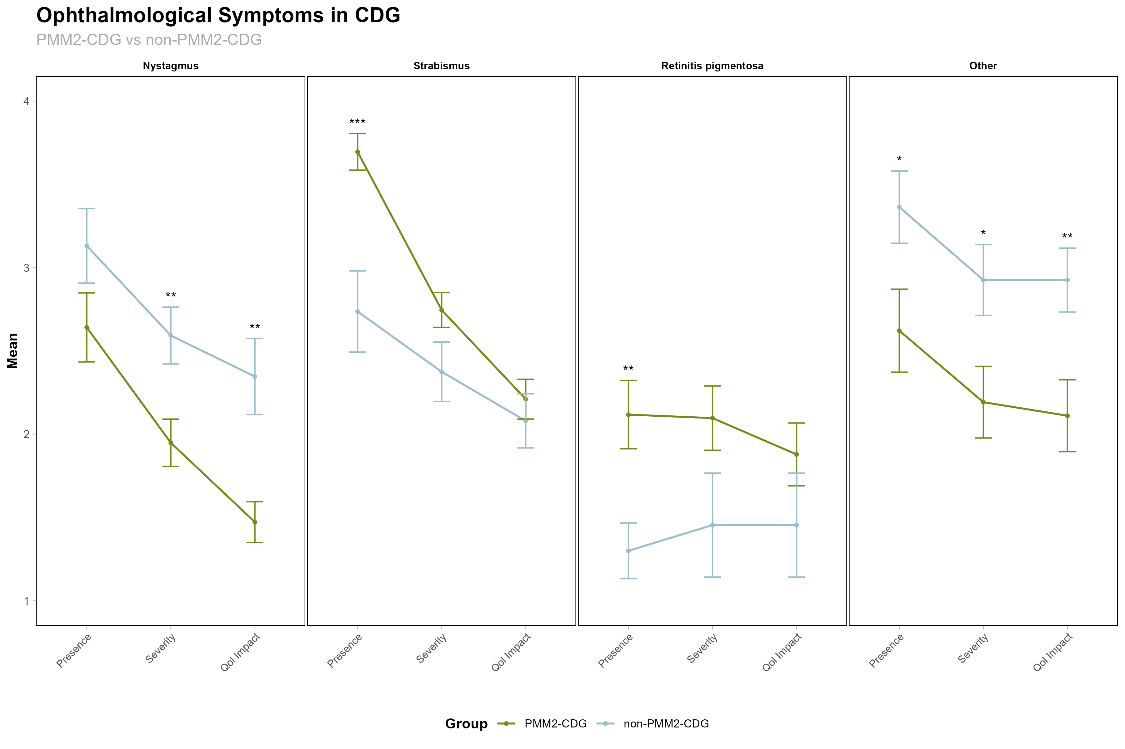 Ophthalmological Symptoms in CDG
PMM2-CDG vs non-PMM2-CDG
Nystagmus
Strabismus
Retinitis pigmentosa
Other
Mean
4
3
2
1
**
**
***
**
*
*
**
Presence
Severity
Qol Impact
Presence
Severity
Qol Impact
Presence
Severity
Qol Impact
Presence
Severity
Qol Impact
Group PMM2-CDG non-PMM2-CDG